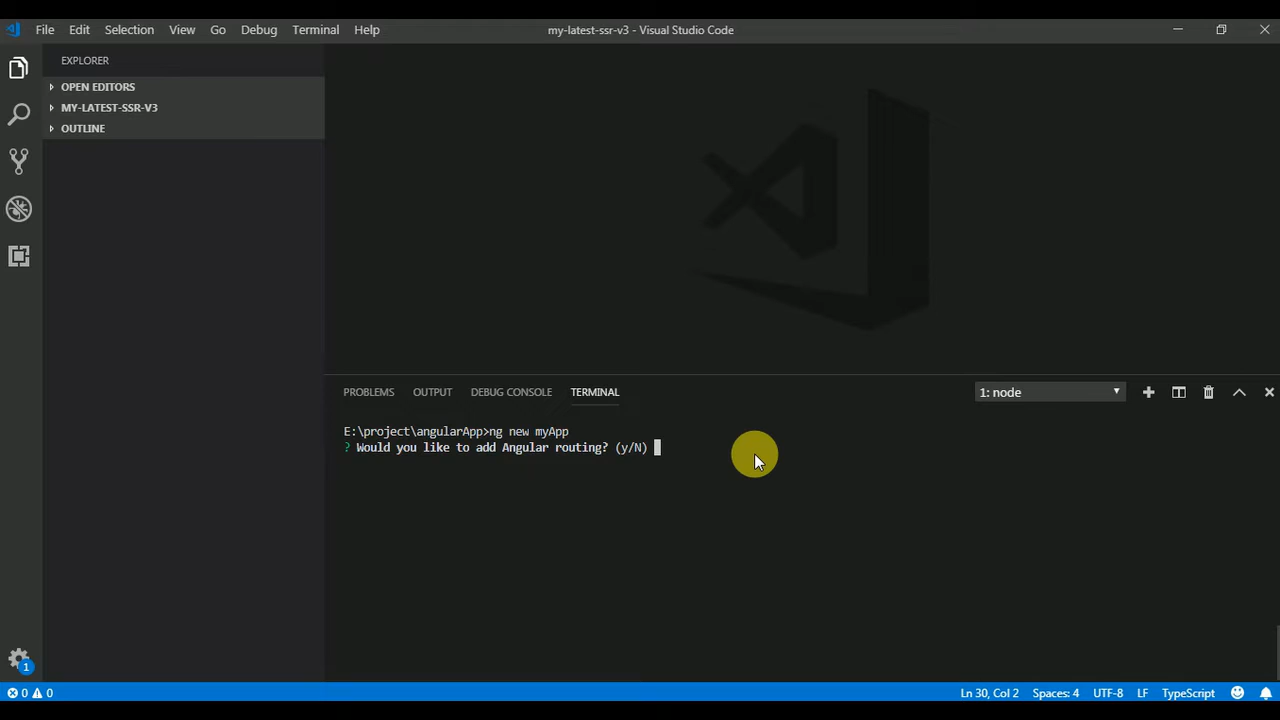 File Edit Selection View Go Debug Terminal Help
my-latest-ssr-v3 - Visual Studio Code
EXPLORER
OPEN EDITORS
MY-LATEST-SSR-V3
OUTLINE
PROBLEMS OUTPUT DEBUG CONSOLE TERMINAL
1: node
E:\project\angularApp>ng new myApp
? Would you like to add Angular routing? (y/N)
1
0 0
Ln 30, Col 2 Spaces: 4 UTF-8 LF TypeScript